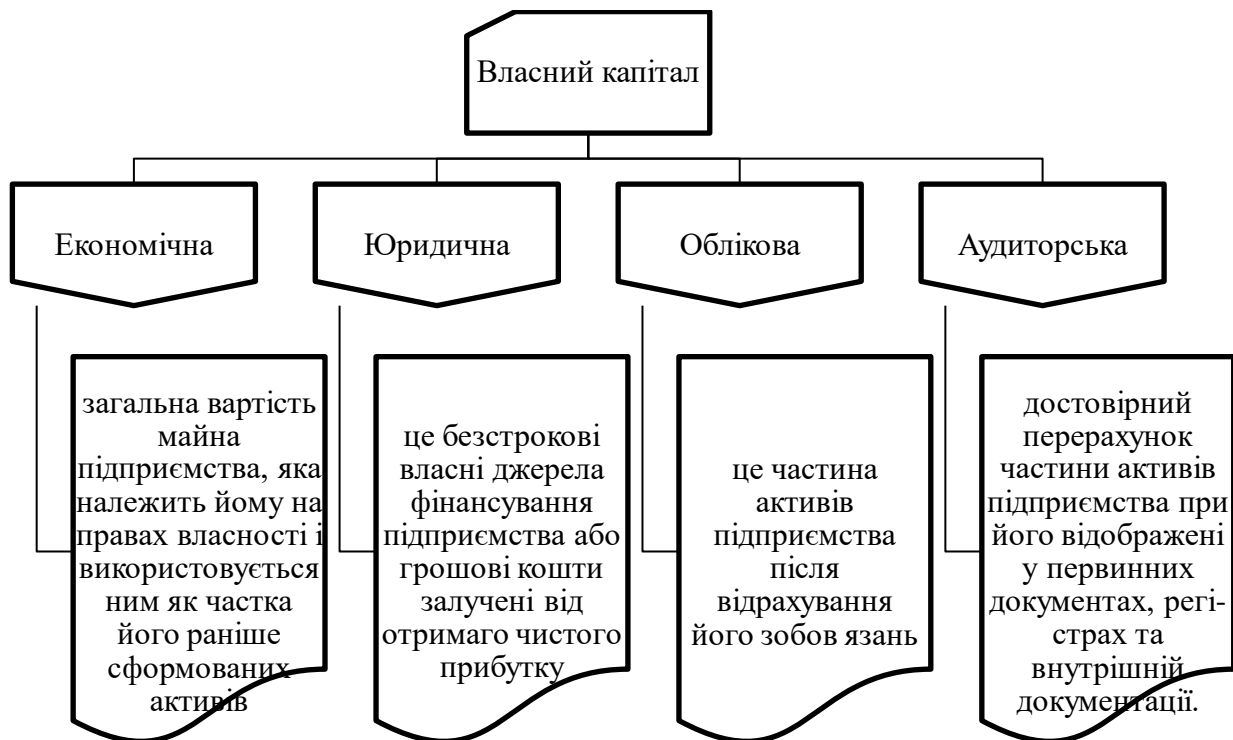 Власний капітал
Економічна
Юридична
Облікова
Аудиторська
загальна вартість
майна
підприємства, яка
належить йому на
правах власності і
використовується
ним як частка
його раніше
сформованих
активів
це безстрокові
власні джерела
фінансування
підприємства або
грошові кошти
залучені від
отримаго чистого
прибутку
це частина
активів
підприємства
після
відрахування
його зобов язань
достовірний
перерахунок
частини активів
підприємства при
його відображені
у первинних
документах, регі-
страх та
внутрішній
документації.